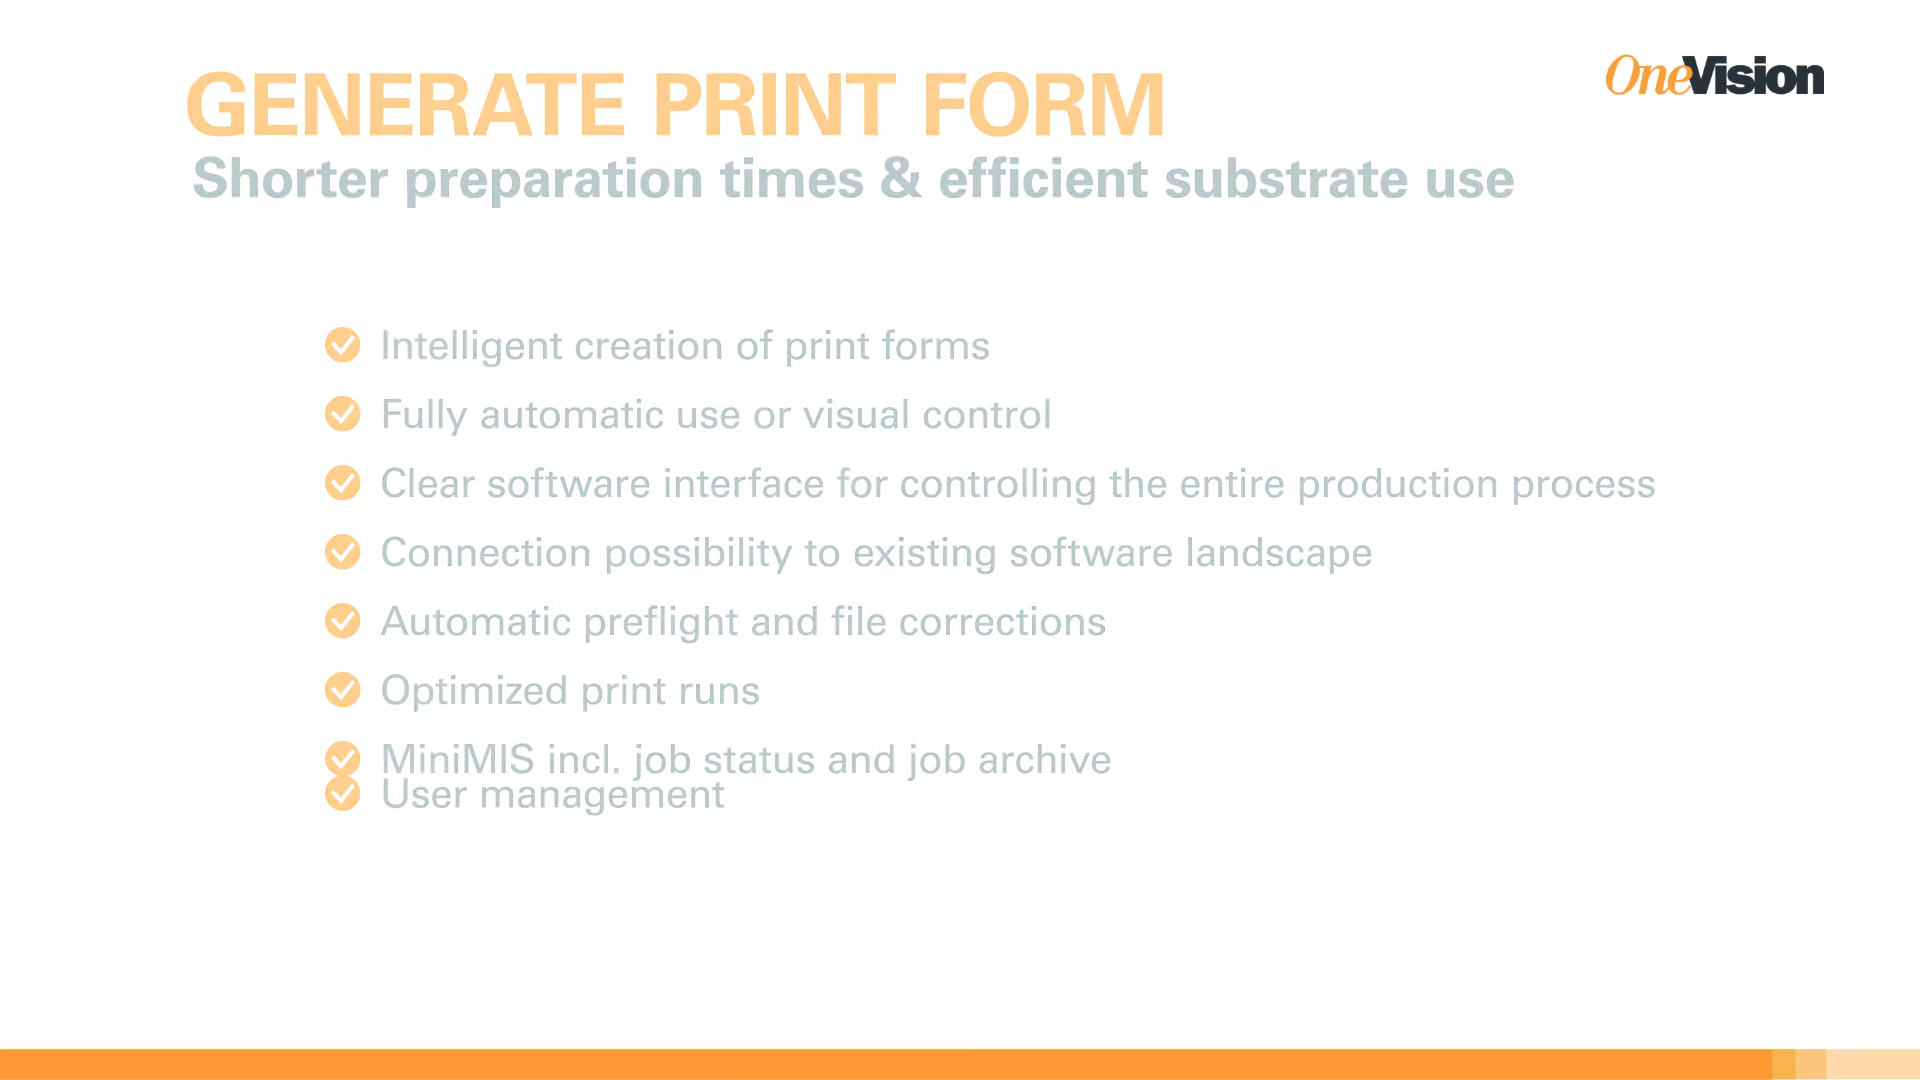 GENERATE PRINT FORM
OneVision
Shorter preparation times & efficient substrate use
Intelligent creation of print forms
Fully automatic use or visual control
Clear software interface for controlling the entire production process
Connection possibility to existing software landscape
Automatic preflight and file corrections
Optimized print runs
MiniMIS incl. job status and job archive
User management